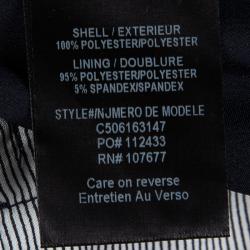 SHELL / EXTERIEUR
100% POLYESTER/POLYESTER
LINING / DOUBLURE
95% POLYESTER/POLYESTER
5% SPANDEX/SPANDEX
STYLE#/NJMERO DE MODELE
C506163147
PO# 112433
RN# 107677
Care on reverse
Entretien Au Verso